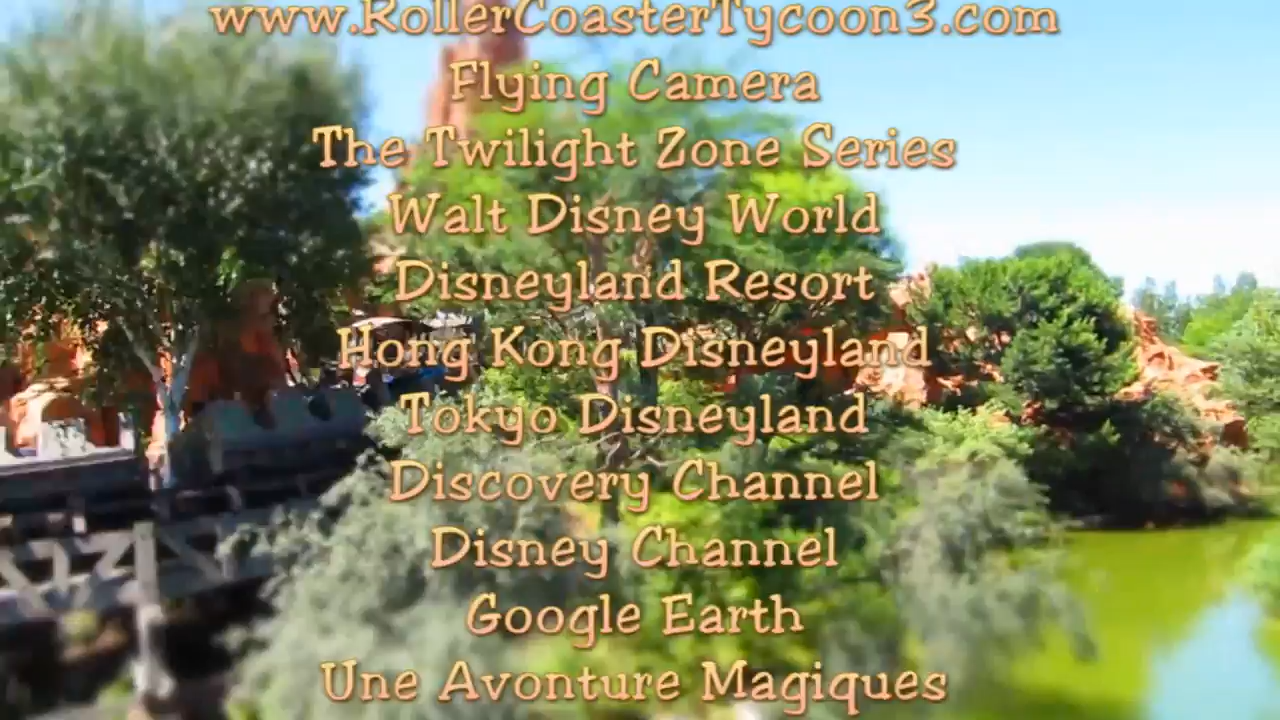 www.RollerCoasterTycoon3.com
Flying Camera
The Twilight Zone Series
Walt Disney World
Disneyland Resort
Hong Kong Disneyland
Tokyo Disneyland
Discovery Channel
Disney Channel
Google Earth
Une Avonture Magiques